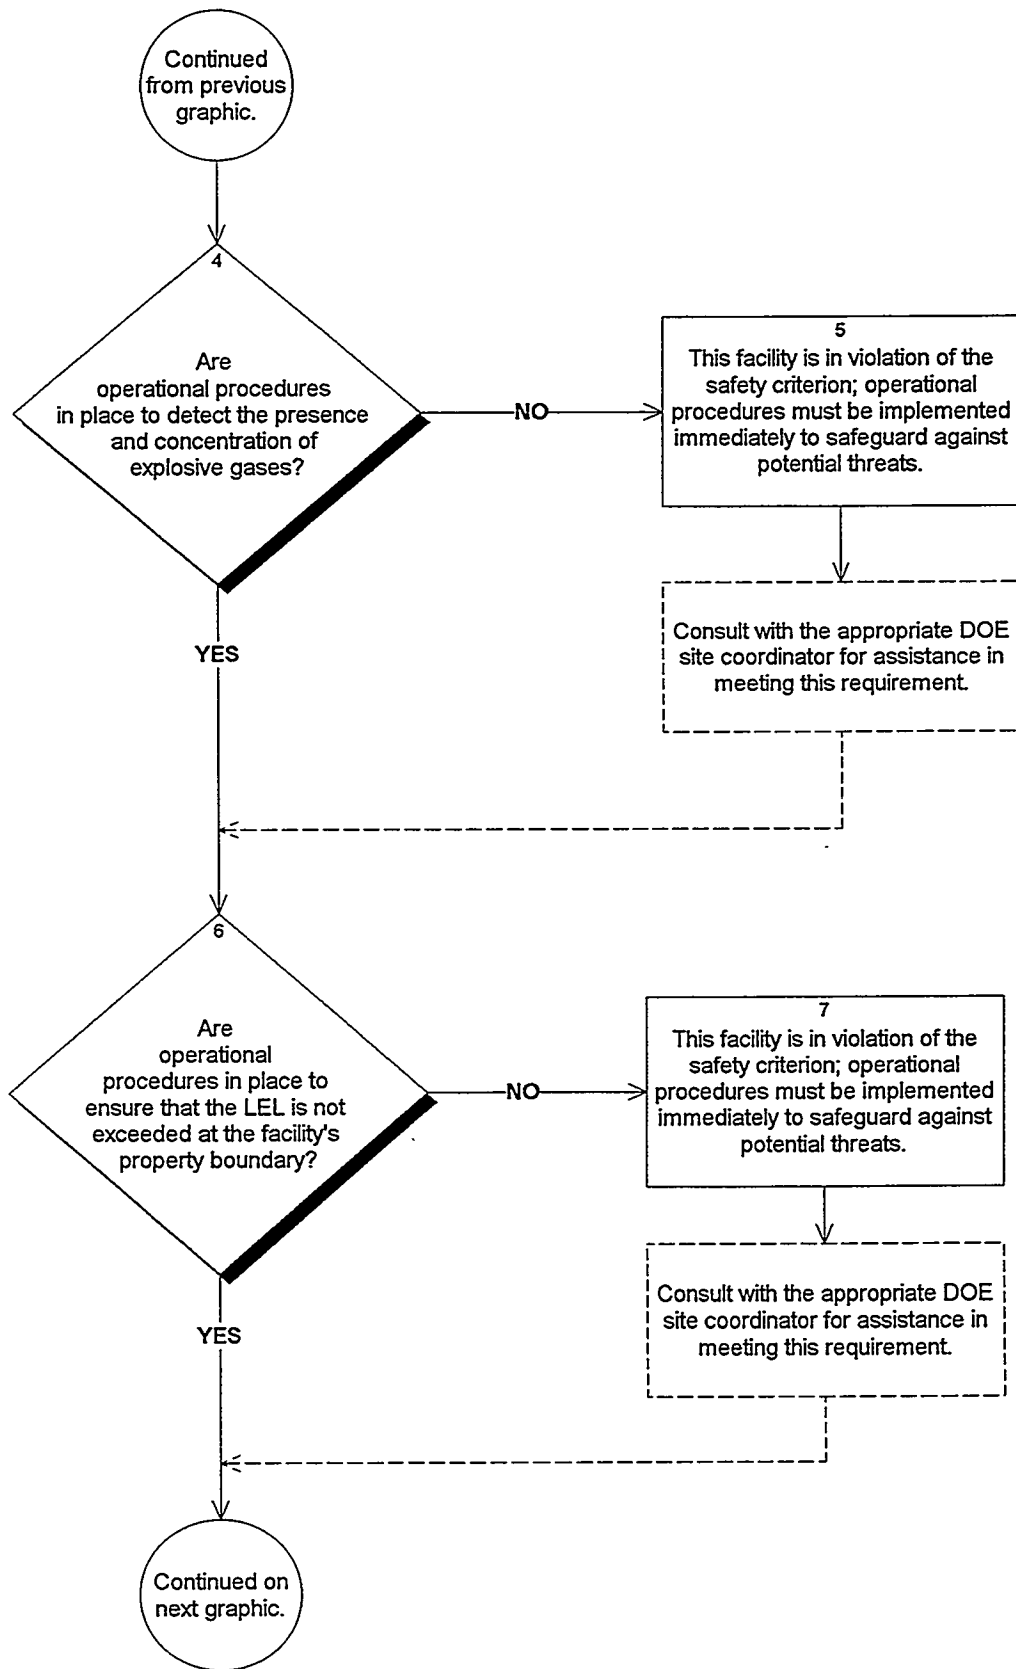 Continued
from previous
graphic.
4
Are
operational procedures
in place to detect the presence
and concentration of
explosive gases?
NO
5
This facility is in violation of the
safety criterion; operational
procedures must be implemented
immediately to safeguard against
potential threats.
Consult with the appropriate DOE
site coordinator for assistance in
meeting this requirement.
YES
6
Are
operational
procedures in place to
ensure that the LEL is not
exceeded at the facility's
property boundary?
NO
7
This facility is in violation of the
safety criterion; operational
procedures must be implemented
immediately to safeguard against
potential threats.
Consult with the appropriate DOE
site coordinator for assistance in
meeting this requirement.
YES
Continued on
next graphic.